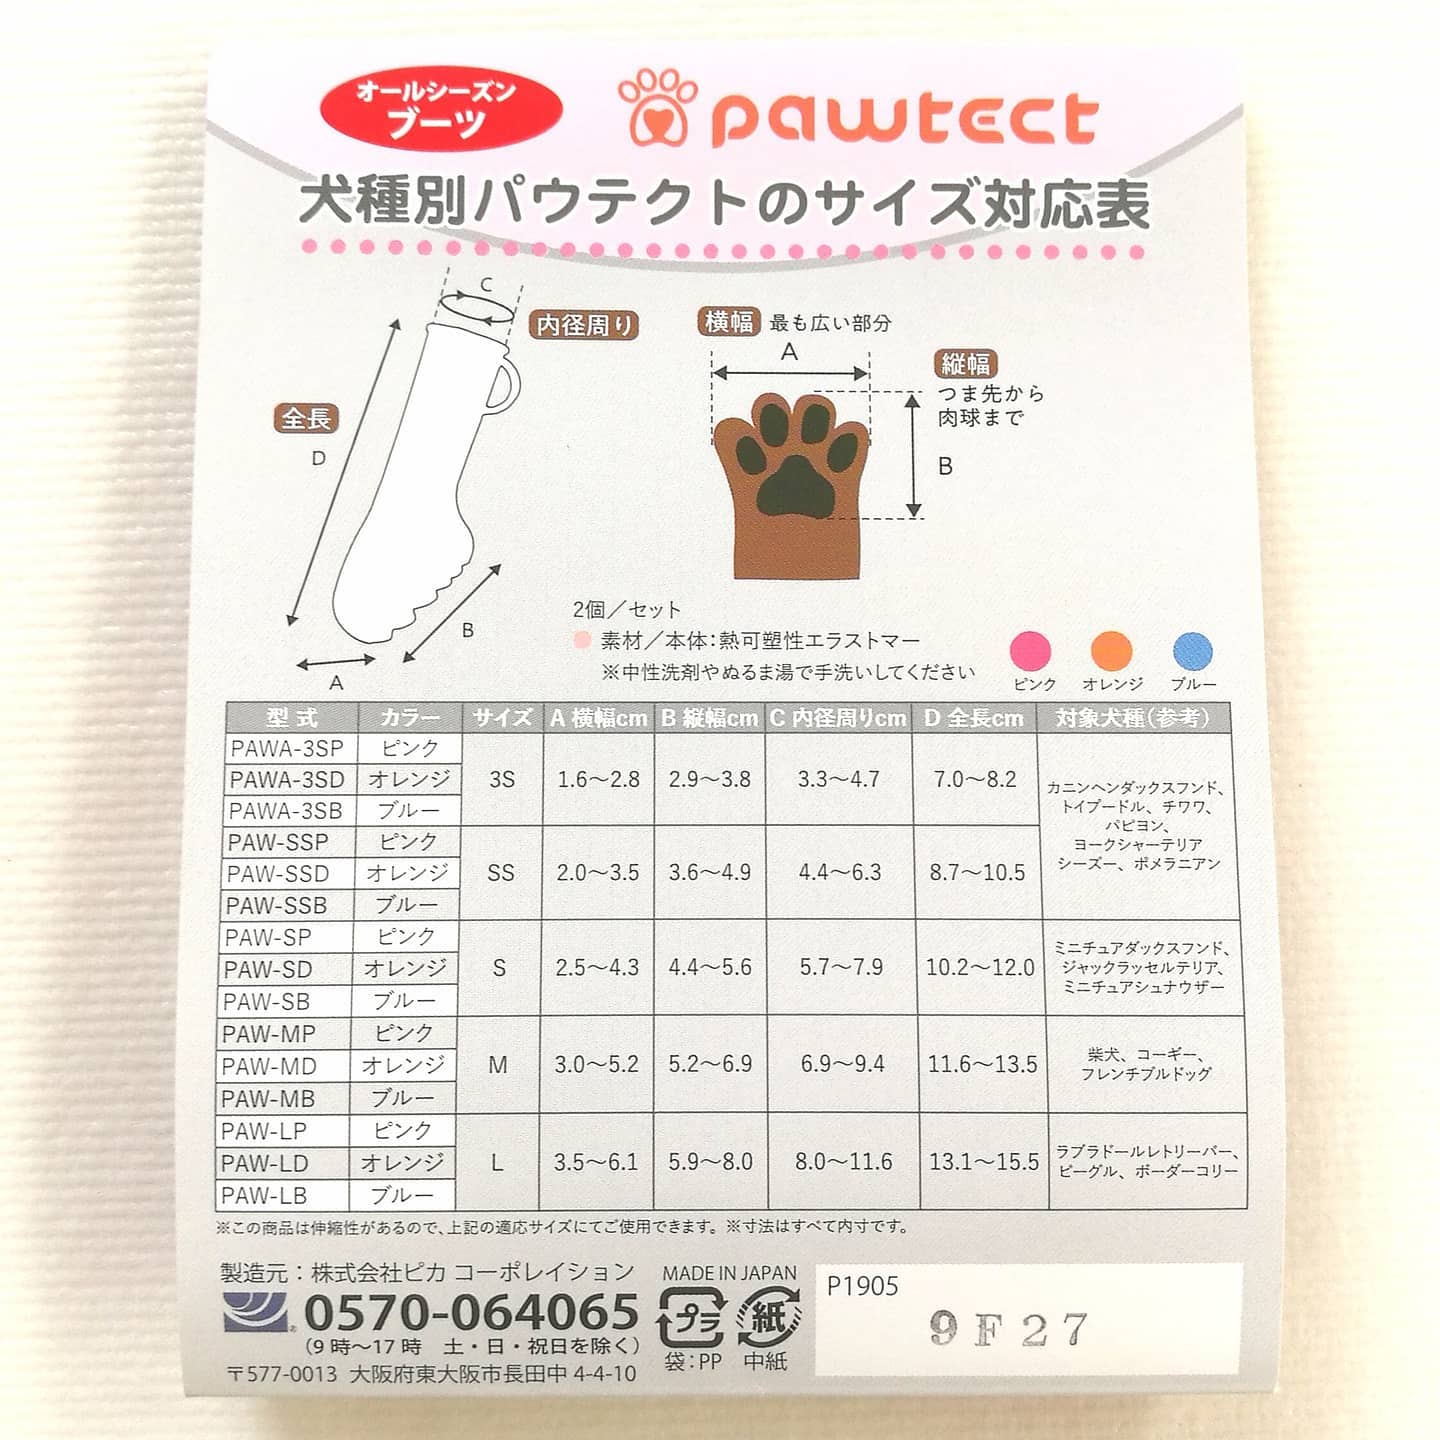 オールシーズン
ブーツ
pawtect
犬種別パウテクトのサイズ対応表
C
内径周り
全長
D
B
A
横幅 最も広い部分
A
縦幅
つま先から
肉球まで
B
2個／セット
素材／本体：熱可塑性エラストマー
※中性洗剤やぬるま湯で手洗いしてください
ピンク オレンジ ブルー
型式 カラー サイズ A 横幅cm B 縦幅cm C 内径周りcm D 全長cm 対象犬種（参考）
PAWA-3SP ピンク
PAWA-3SD オレンジ 3S 1.6～2.8 2.9～3.8 3.3～4.7 7.0～8.2
PAWA-3SB ブルー
カニンヘンダックスフンド、
トイプードル、チワワ、
パピヨン、
ヨークシャーテリア
シーズー、ポメラニアン
PAW-SSP ピンク
PAW-SSD オレンジ SS 2.0～3.5 3.6～4.9 4.4～6.3 8.7～10.5
PAW-SSB ブルー
PAW-SP ピンク
PAW-SD オレンジ S 2.5～4.3 4.4～5.6 5.7～7.9 10.2～12.0
PAW-SB ブルー
ミニチュアダックスフンド、
ジャックラッセルテリア、
ミニチュアシュナウザー
PAW-MP ピンク
PAW-MD オレンジ M 3.0～5.2 5.2～6.9 6.9～9.4 11.6～13.5
PAW-MB ブルー
柴犬、コーギー、
フレンチブルドッグ
PAW-LP ピンク
PAW-LD オレンジ L 3.5～6.1 5.9～8.0 8.0～11.6 13.1～15.5
PAW-LB ブルー
ラブラドールレトリーバー、
ビーグル、ボーダーコリー
※この商品は伸縮性があるので、上記の適応サイズにてご使用できます。※寸法はすべて内寸です。
製造元：株式会社ピカ コーポレイション
0570-064065
（9時～17時 土・日・祝日を除く）
〒577-0013 大阪府東大阪市長田中 4-4-10
MADE IN JAPAN
プラ 紙
袋：PP 中紙
P1905
9F27